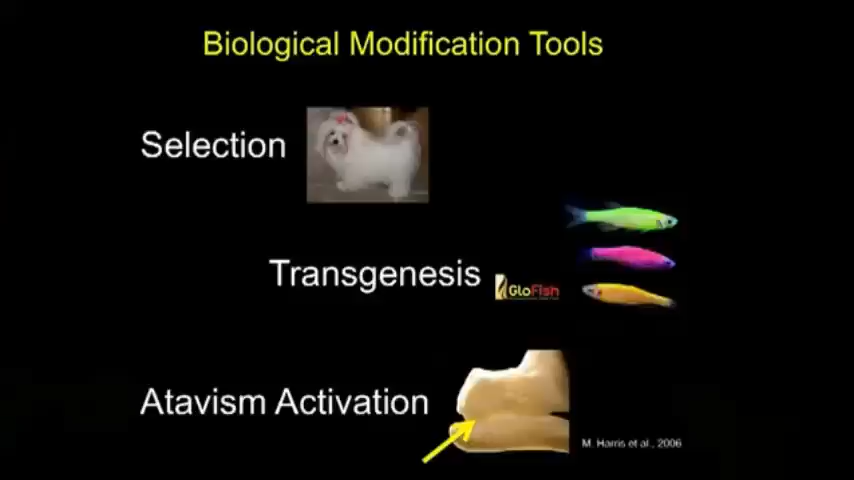 Biological Modification Tools
Selection
Transgenesis
GloFish
Atavism Activation
M. Harris et al., 2006